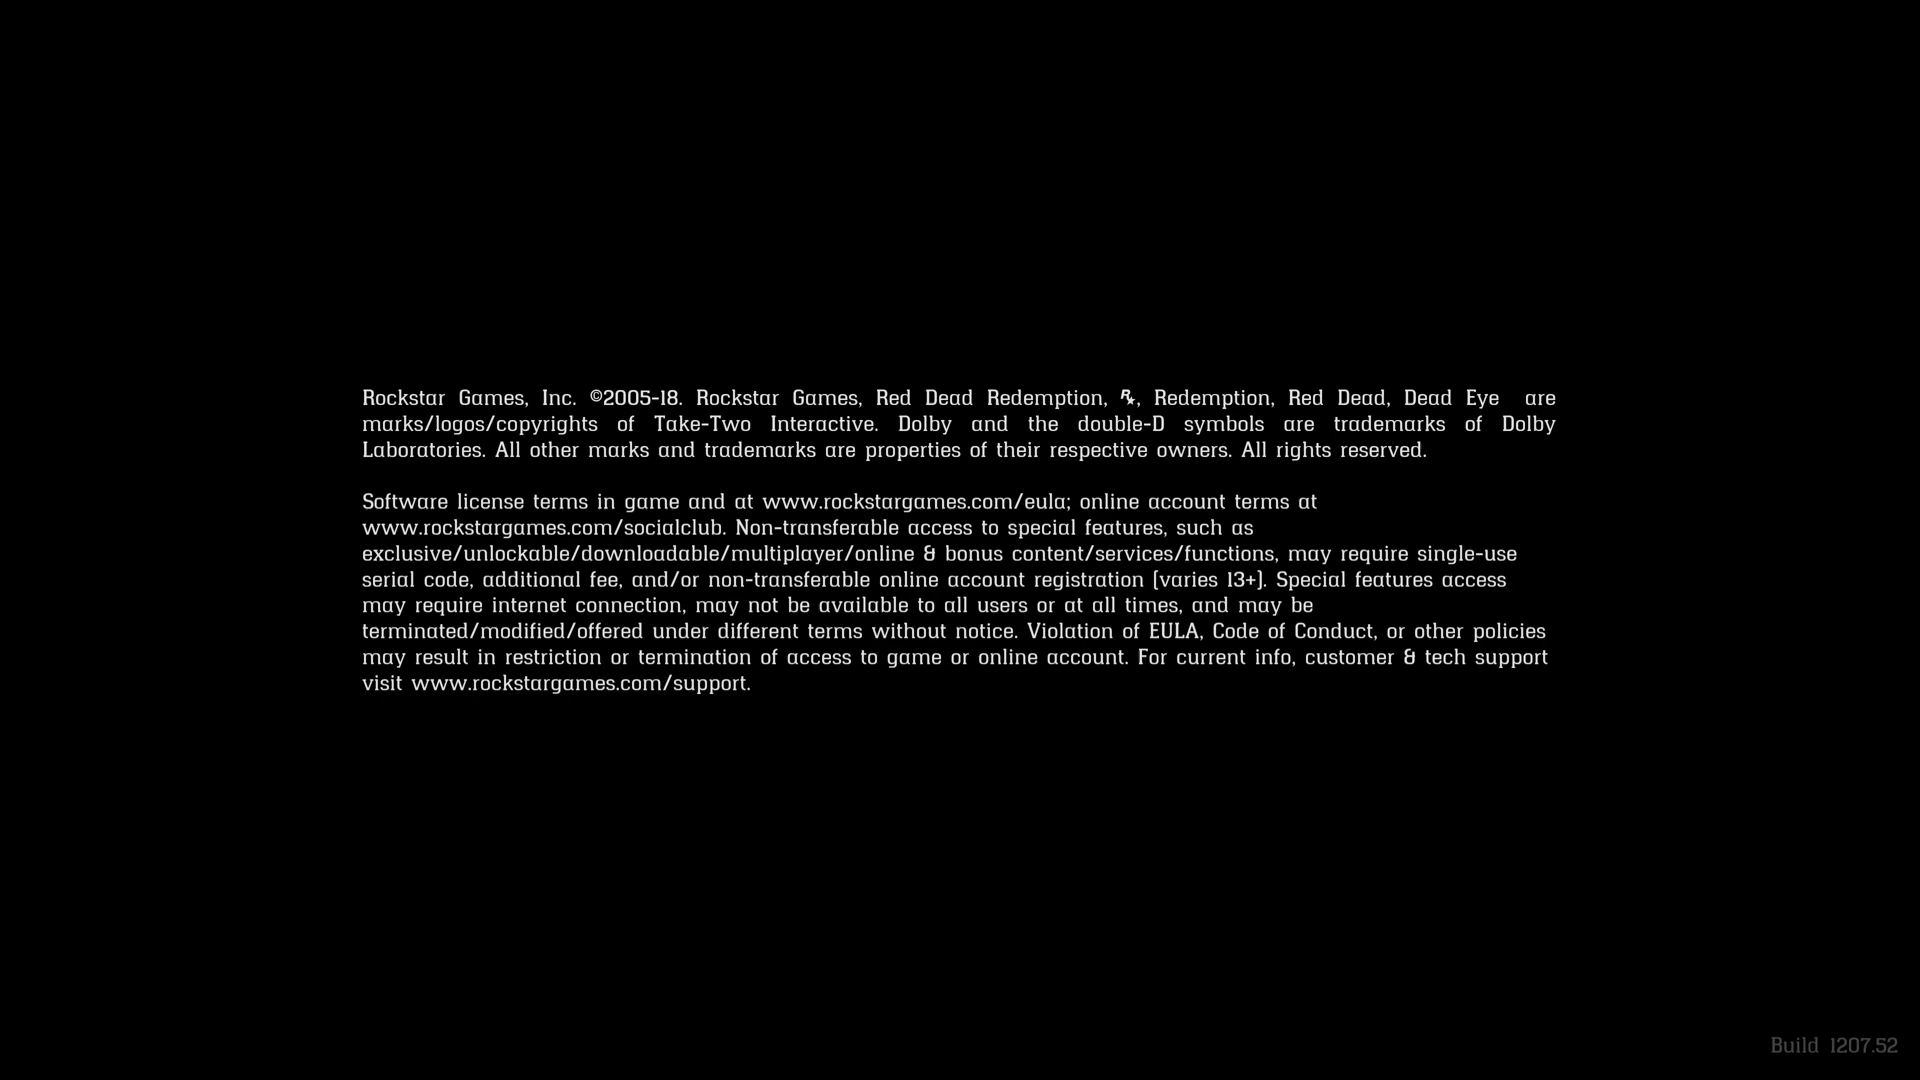 Rockstar Games, Inc. ©2005-18. Rockstar Games, Red Dead Redemption, R★, Redemption, Red Dead, Dead Eye are
marks/logos/copyrights of Take-Two Interactive. Dolby and the double-D symbols are trademarks of Dolby
Laboratories. All other marks and trademarks are properties of their respective owners. All rights reserved.
Software license terms in game and at www.rockstargames.com/eula; online account terms at
www.rockstargames.com/socialclub. Non-transferable access to special features, such as
exclusive/unlockable/downloadable/multiplayer/online & bonus content/services/functions, may require single-use
serial code, additional fee, and/or non-transferable online account registration (varies 13+). Special features access
may require internet connection, may not be available to all users or at all times, and may be
terminated/modified/offered under different terms without notice. Violation of EULA, Code of Conduct, or other policies
may result in restriction or termination of access to game or online account. For current info, customer & tech support
visit www.rockstargames.com/support.
Build 1207.52